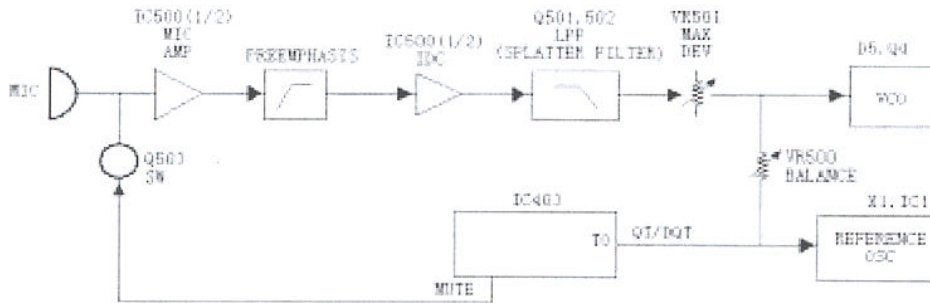 IC500(1/2)
MIC
AMP
PREEMPHASIS
IC500(1/2)
IDC
Q501,502
LPF
(SPLATTER FILTER)
VR501
MAX
DEV
D5,Q4
MIC
VCO
Q503
SW
VR500
BALANCE
IC403
X1,IC1
TO
QT/DQT
REFERENCE
OSC
MUTE